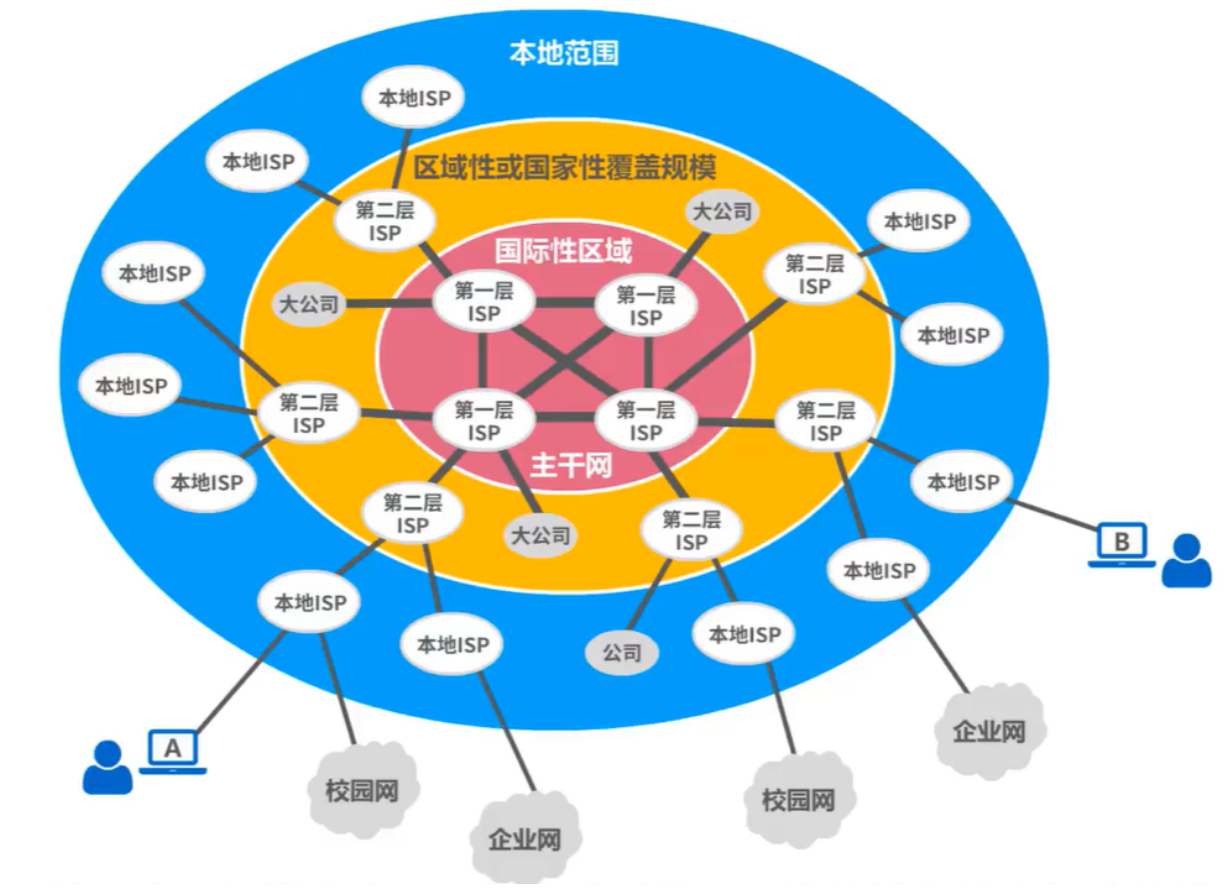 本地范围
本地ISP
本地ISP
区域性或国家性覆盖规模
第二层
ISP
大公司
本地ISP
国际性区域
第二层
ISP
本地ISP
大公司
第一层
ISP
第一层
ISP
本地ISP
本地ISP
第二层
ISP
第一层
ISP
第一层
ISP
第二层
ISP
主干网
本地ISP
本地ISP
第二层
ISP
大公司
第二层
ISP
B
本地ISP
本地ISP
本地ISP
公司
本地ISP
A
校园网
企业网
校园网
企业网